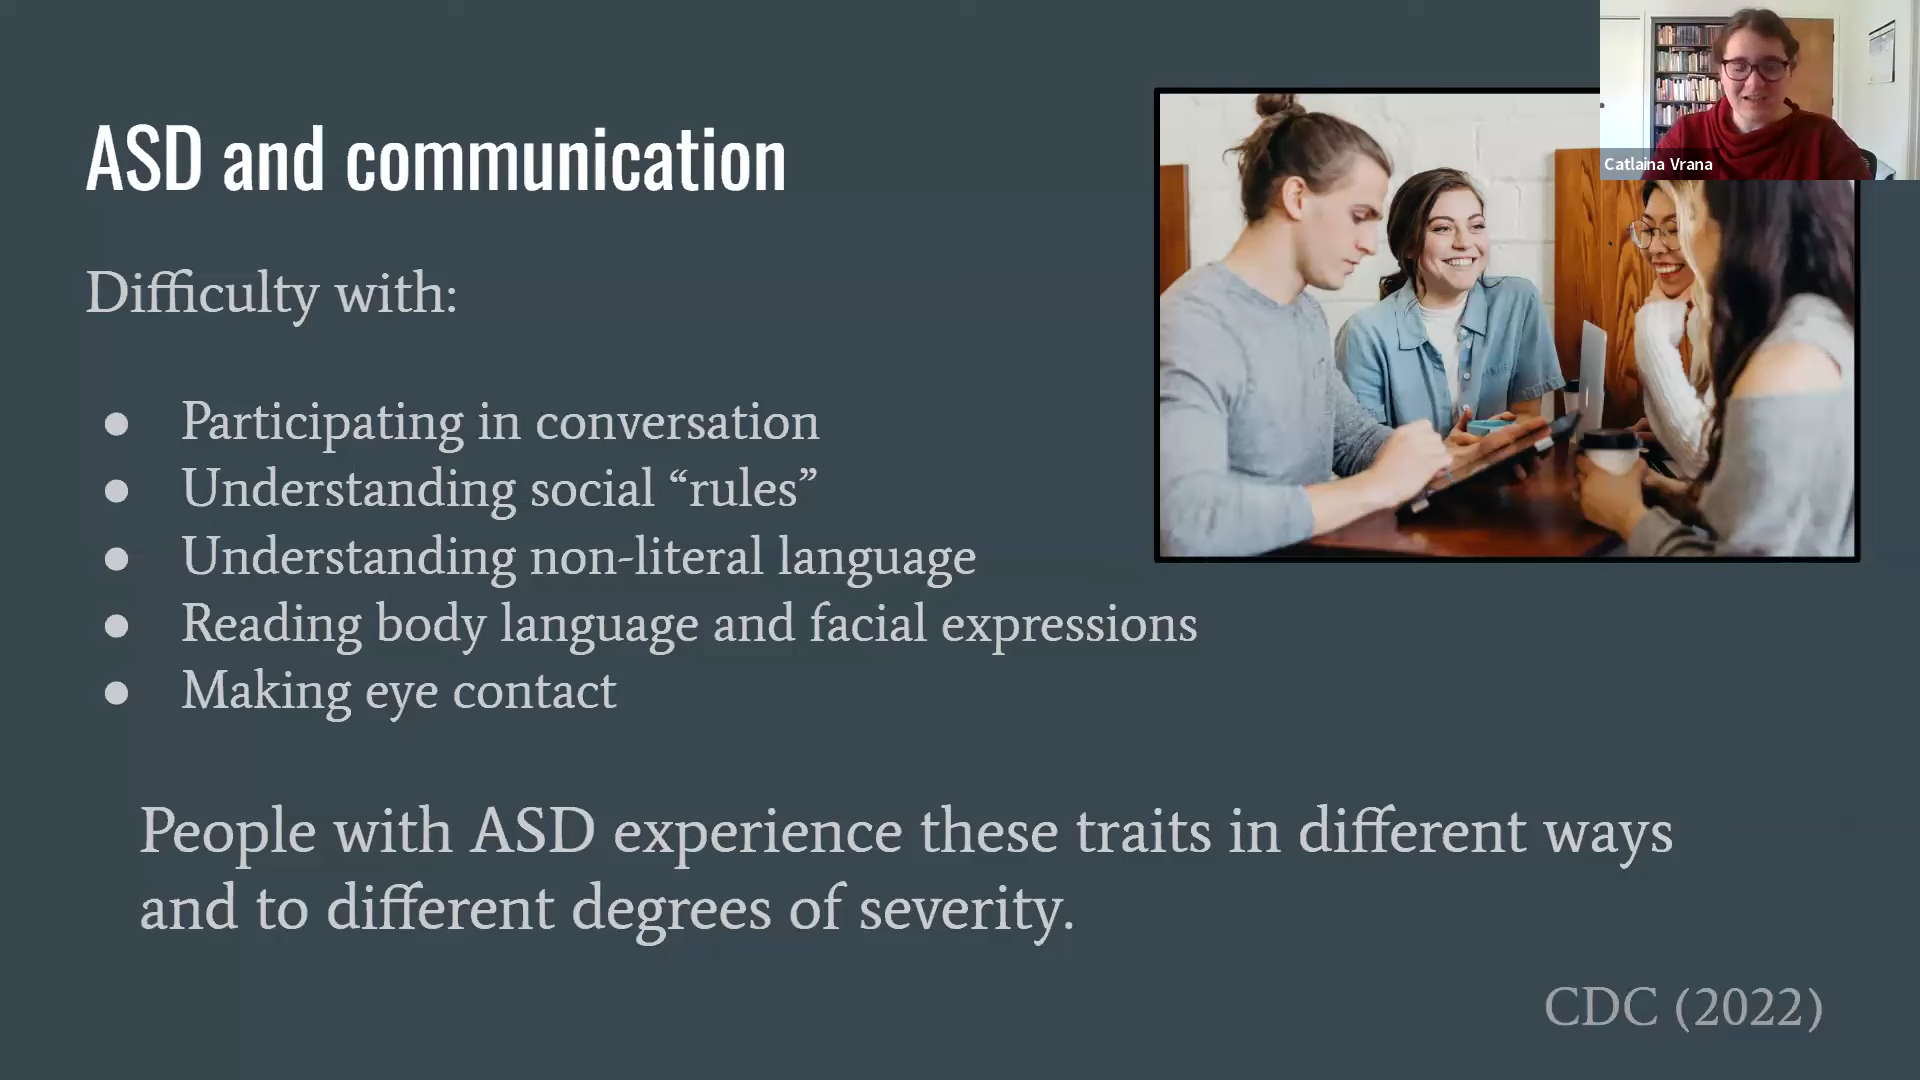 Catlaina Vrana
ASD and communication
Difficulty with:
● Participating in conversation
● Understanding social “rules”
● Understanding non-literal language
● Reading body language and facial expressions
● Making eye contact
People with ASD experience these traits in different ways
and to different degrees of severity.
CDC (2022)